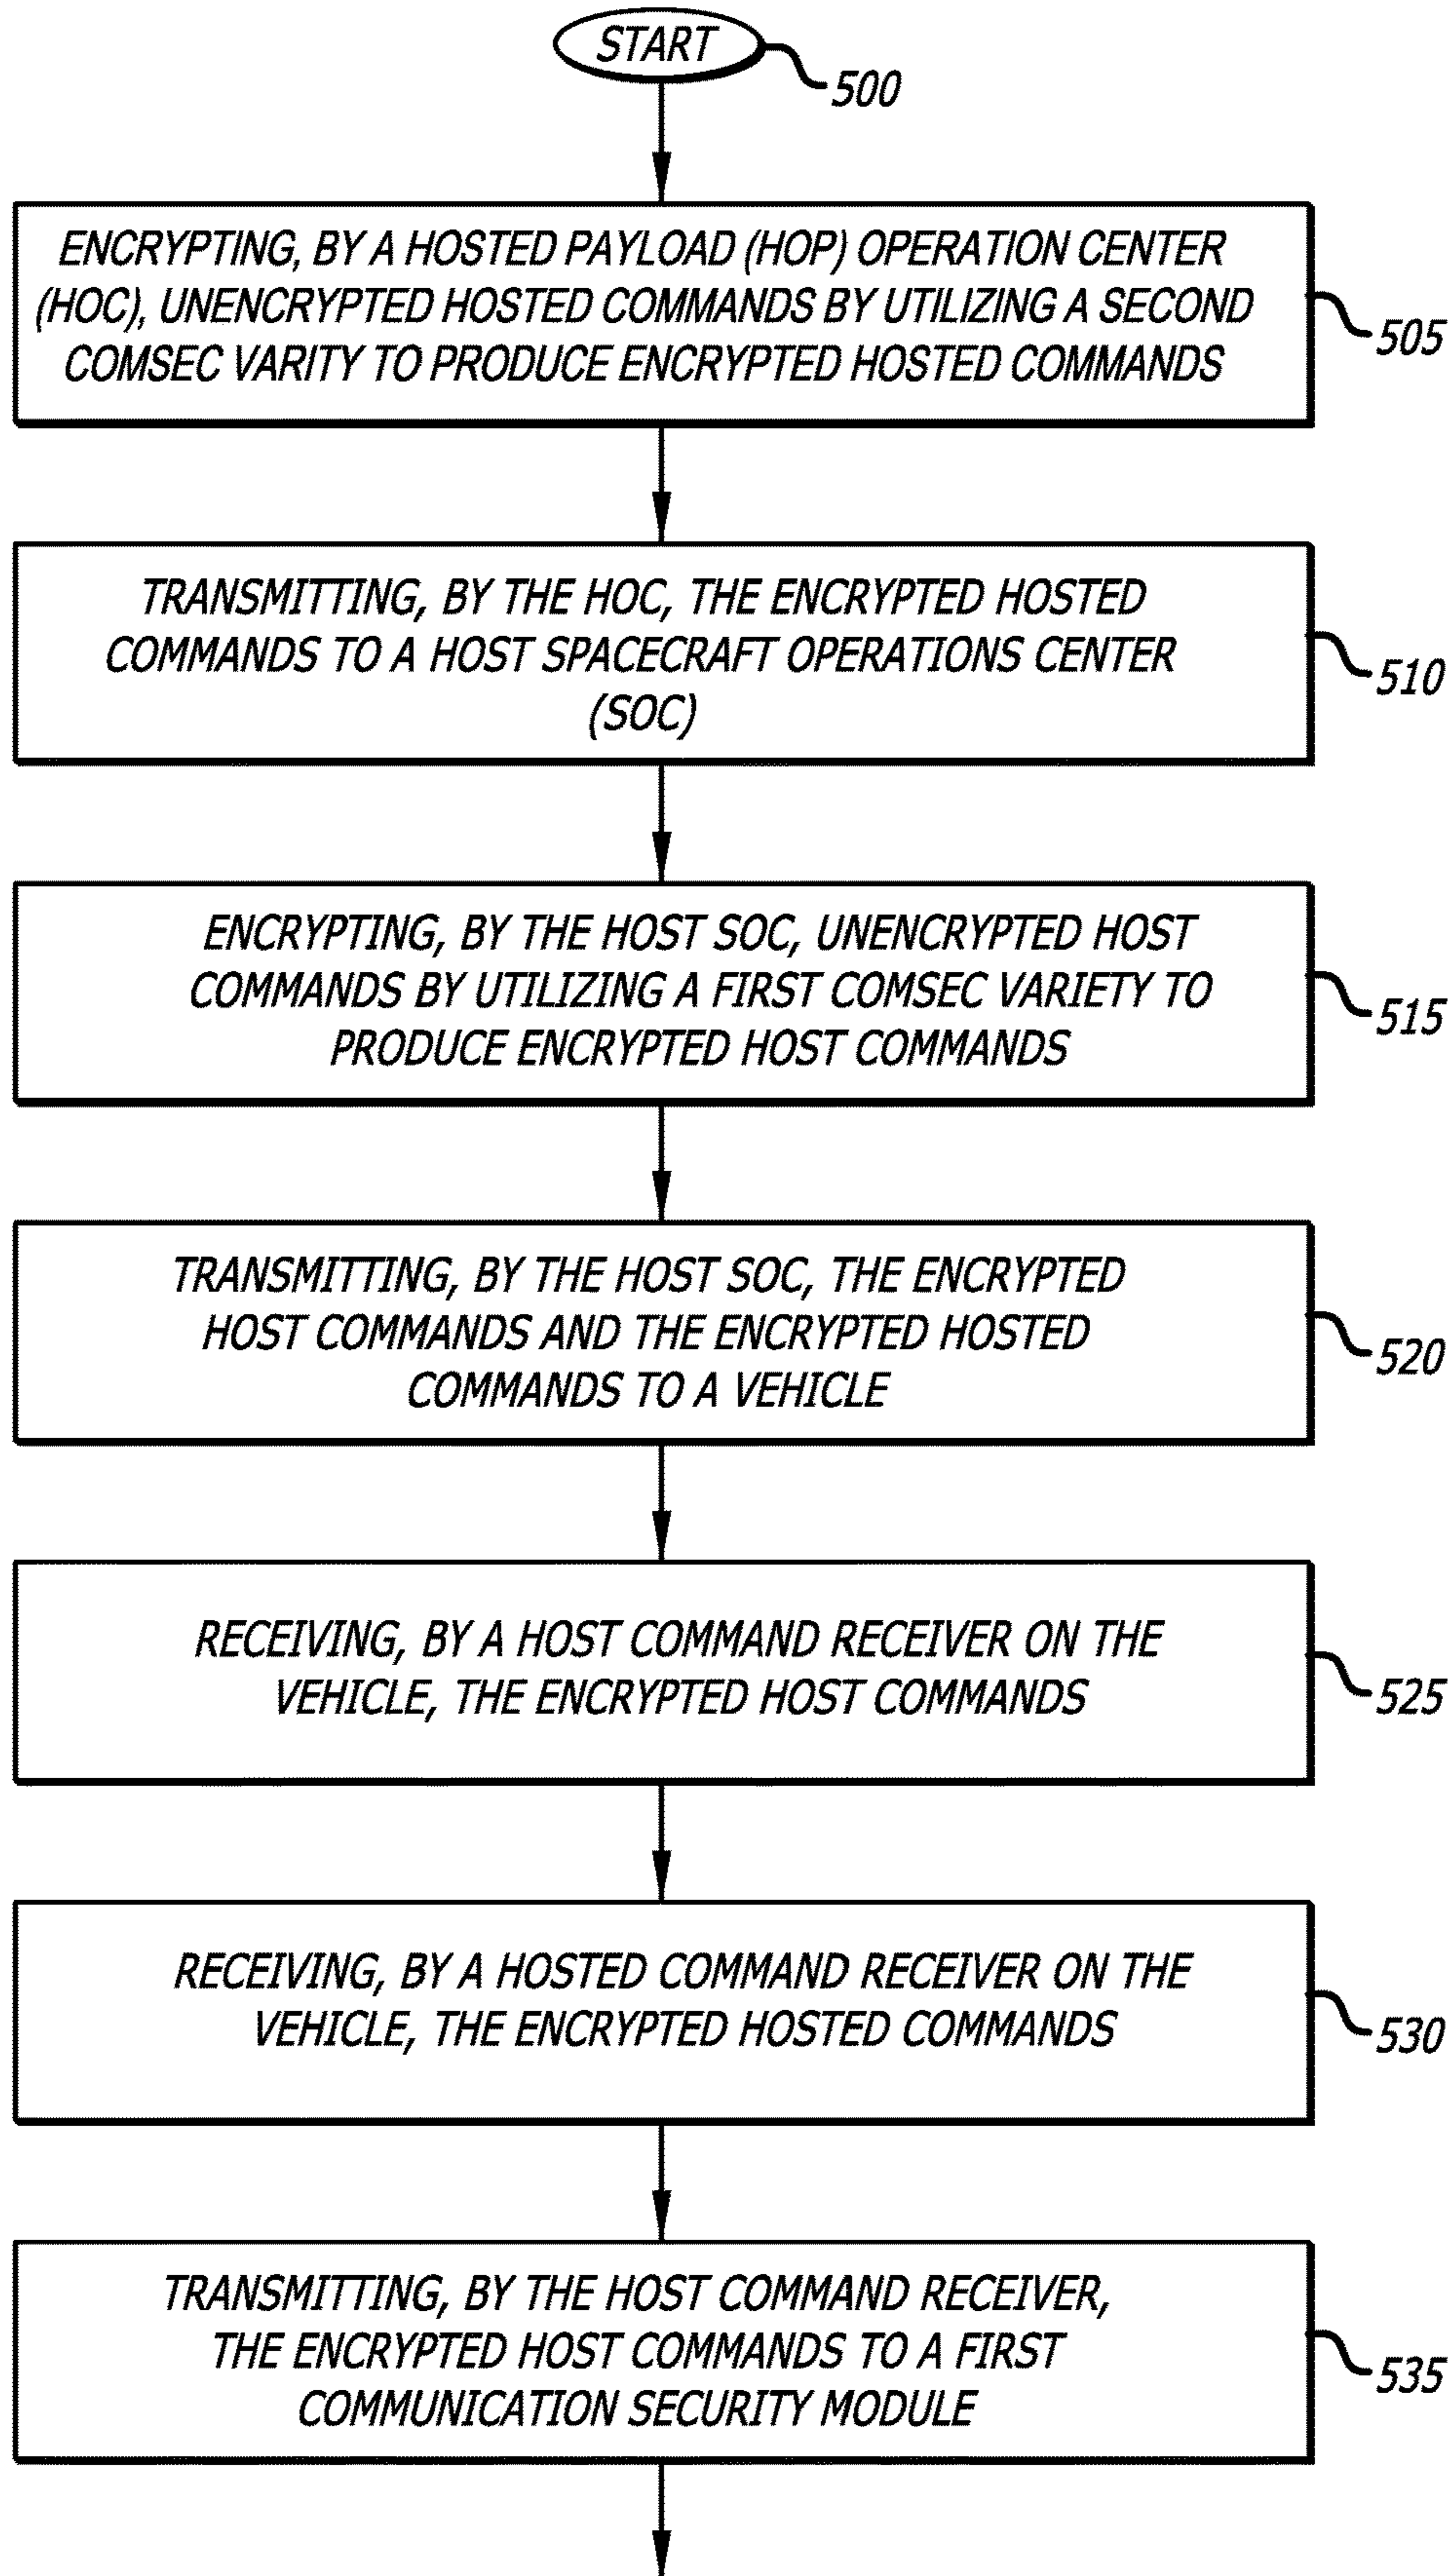 START
500
ENCRYPTING, BY A HOSTED PAYLOAD (HOP) OPERATION CENTER
(HOC), UNENCRYPTED HOSTED COMMANDS BY UTILIZING A SECOND
COMSEC VARITY TO PRODUCE ENCRYPTED HOSTED COMMANDS
505
TRANSMITTING, BY THE HOC, THE ENCRYPTED HOSTED
COMMANDS TO A HOST SPACECRAFT OPERATIONS CENTER
(SOC)
510
ENCRYPTING, BY THE HOST SOC, UNENCRYPTED HOST
COMMANDS BY UTILIZING A FIRST COMSEC VARIETY TO
PRODUCE ENCRYPTED HOST COMMANDS
515
TRANSMITTING, BY THE HOST SOC, THE ENCRYPTED
HOST COMMANDS AND THE ENCRYPTED HOSTED
COMMANDS TO A VEHICLE
520
RECEIVING, BY A HOST COMMAND RECEIVER ON THE
VEHICLE, THE ENCRYPTED HOST COMMANDS
525
RECEIVING, BY A HOSTED COMMAND RECEIVER ON THE
VEHICLE, THE ENCRYPTED HOSTED COMMANDS
530
TRANSMITTING, BY THE HOST COMMAND RECEIVER,
THE ENCRYPTED HOST COMMANDS TO A FIRST
COMMUNICATION SECURITY MODULE
535